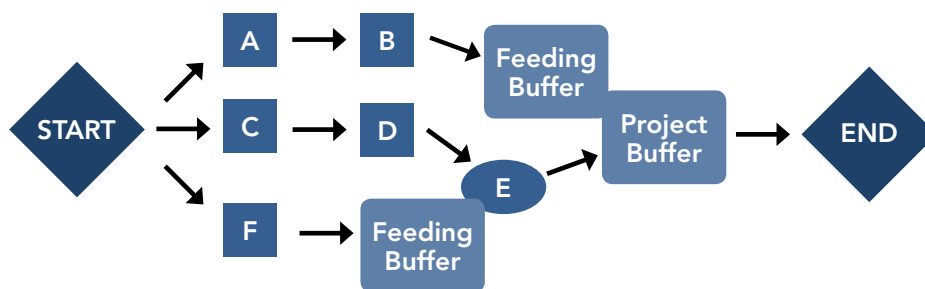 A
B
Feeding
Buffer
START
C
D
Project
Buffer
END
E
F
Feeding
Buffer